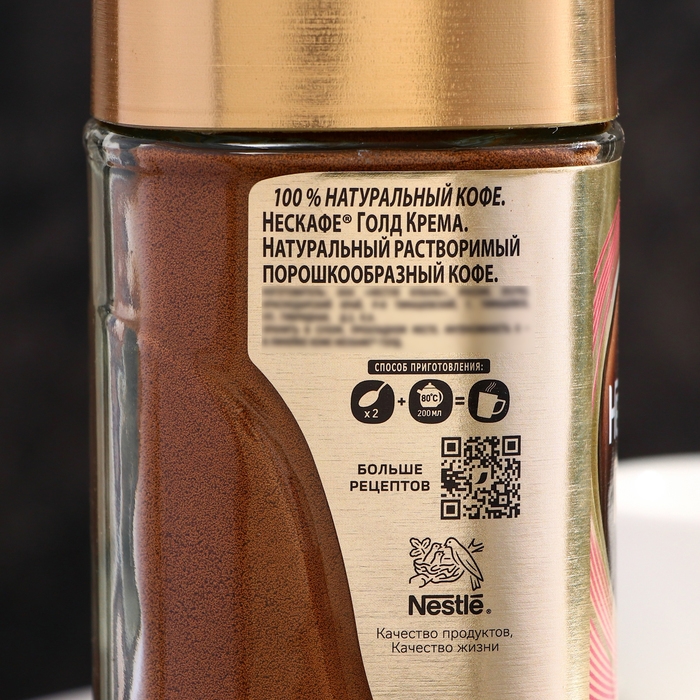 100 % НАТУРАЛЬНЫЙ КОФЕ.
НЕСКАФЕ® ГОЛД КРЕМА.
НАТУРАЛЬНЫЙ РАСТВОРИМЫЙ
ПОРОШКООБРАЗНЫЙ КОФЕ.
СПОСОБ ПРИГОТОВЛЕНИЯ:
x 2 + 80°C 200 МЛ =
БОЛЬШЕ
РЕЦЕПТОВ
Nestlé®
Качество продуктов,
Качество жизни